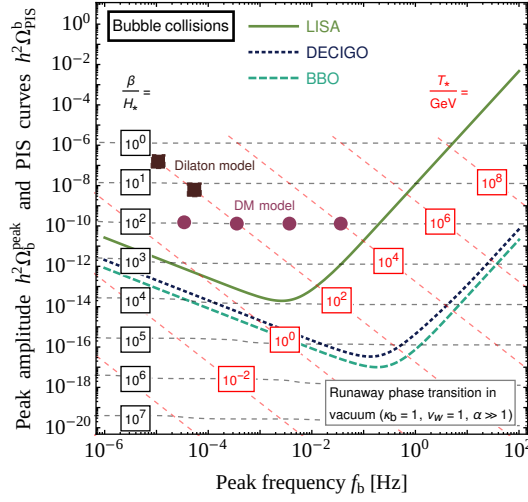 Bubble collisions
LISA
DECIGO
BBO
β/H* =
T*/GeV =
10^0
10^1
10^2
10^3
10^4
10^5
10^6
10^7
Dilaton model
DM model
10^8
10^6
10^4
10^2
10^0
10^-2
Runaway phase transition in
vacuum (κb = 1, vw = 1, α ≫ 1)
Peak amplitude h²Ω_b^peak and PIS curves h²Ω_PIS^b
10^0
10^-2
10^-4
10^-6
10^-8
10^-10
10^-12
10^-14
10^-16
10^-18
10^-20
10^-6
10^-4
10^-2
10^0
10^2
Peak frequency f_b [Hz]